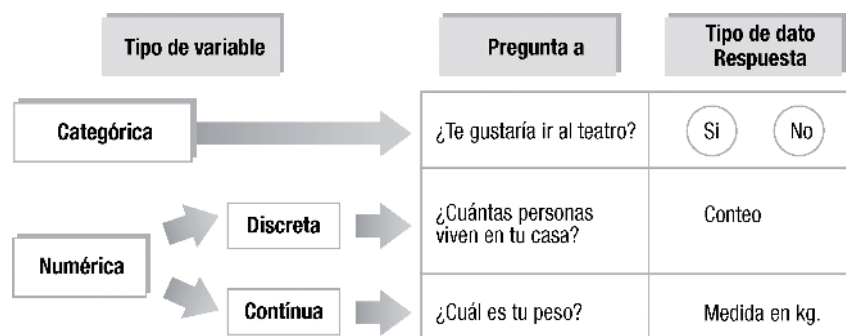 Tipo de variable
Pregunta a
Tipo de dato
Respuesta
Categórica
¿Te gustaría ir al teatro?
Si
No
Numérica
Discreta
¿Cuántas personas
viven en tu casa?
Conteo
Contínua
¿Cuál es tu peso?
Medida en kg.